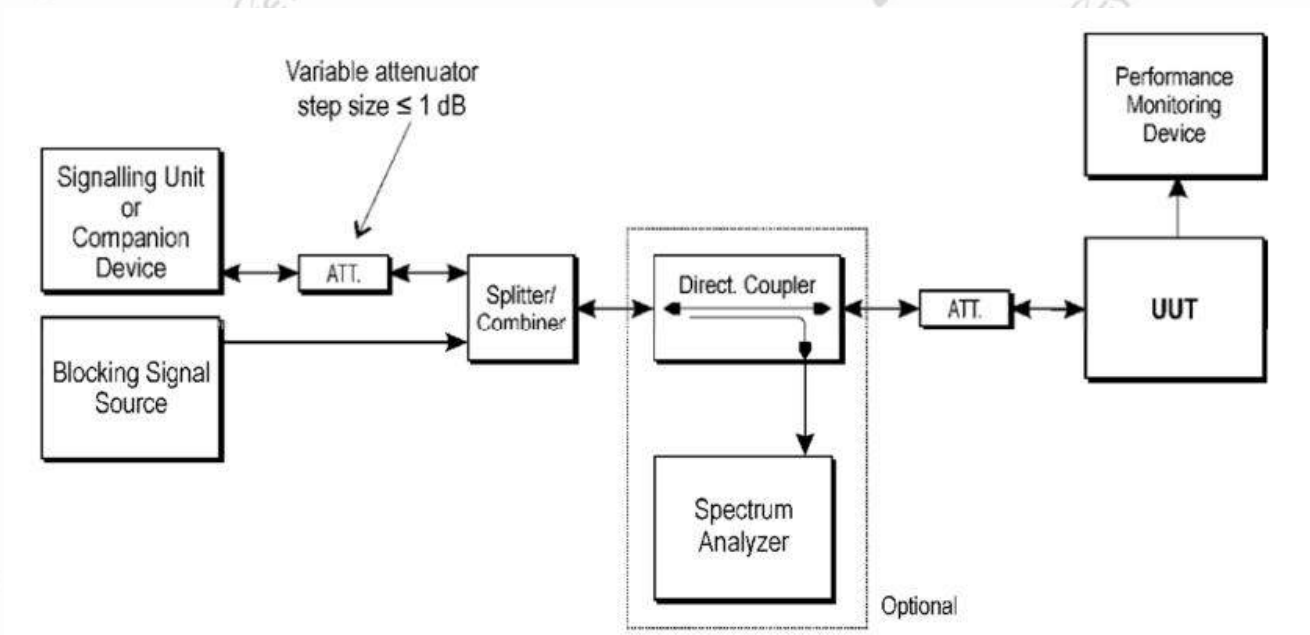 Variable attenuator
step size ≤ 1 dB
Performance
Monitoring
Device
Signalling Unit
or
Companion
Device
ATT.
Splitter/
Combiner
Direct. Coupler
ATT.
UUT
Blocking Signal
Source
Spectrum
Analyzer
Optional